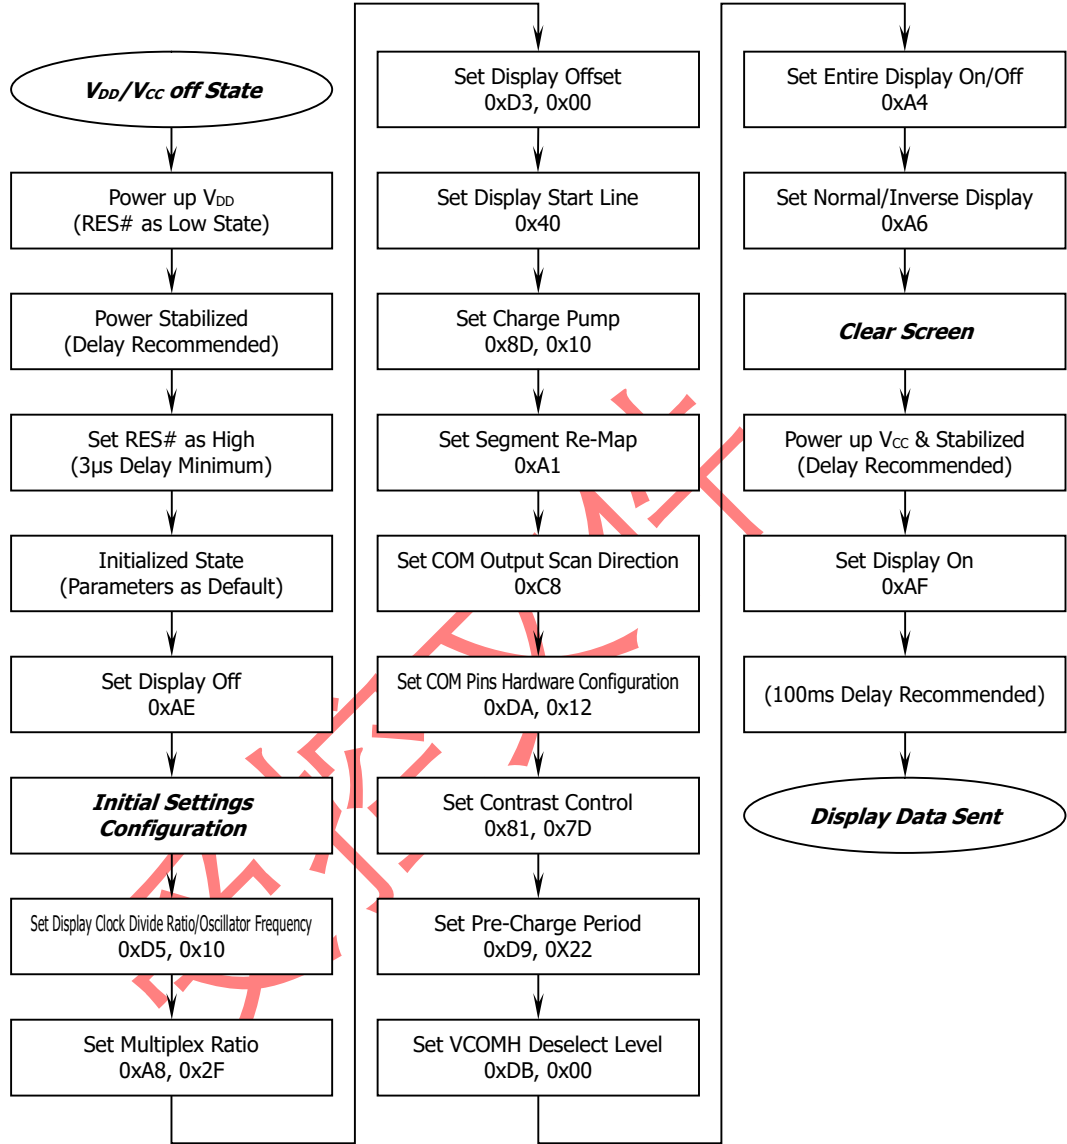 VDD/VCC off State
Power up VDD
(RES# as Low State)
Power Stabilized
(Delay Recommended)
Set RES# as High
(3μs Delay Minimum)
Initialized State
(Parameters as Default)
Set Display Off
0xAE
Initial Settings
Configuration
Set Display Clock Divide Ratio/Oscillator Frequency
0xD5, 0x10
Set Multiplex Ratio
0xA8, 0x2F
Set Display Offset
0xD3, 0x00
Set Display Start Line
0x40
Set Charge Pump
0x8D, 0x10
Set Segment Re-Map
0xA1
Set COM Output Scan Direction
0xC8
Set COM Pins Hardware Configuration
0xDA, 0x12
Set Contrast Control
0x81, 0x7D
Set Pre-Charge Period
0xD9, 0X22
Set VCOMH Deselect Level
0xDB, 0x00
Set Entire Display On/Off
0xA4
Set Normal/Inverse Display
0xA6
Clear Screen
Power up VCC & Stabilized
(Delay Recommended)
Set Display On
0xAF
(100ms Delay Recommended)
Display Data Sent